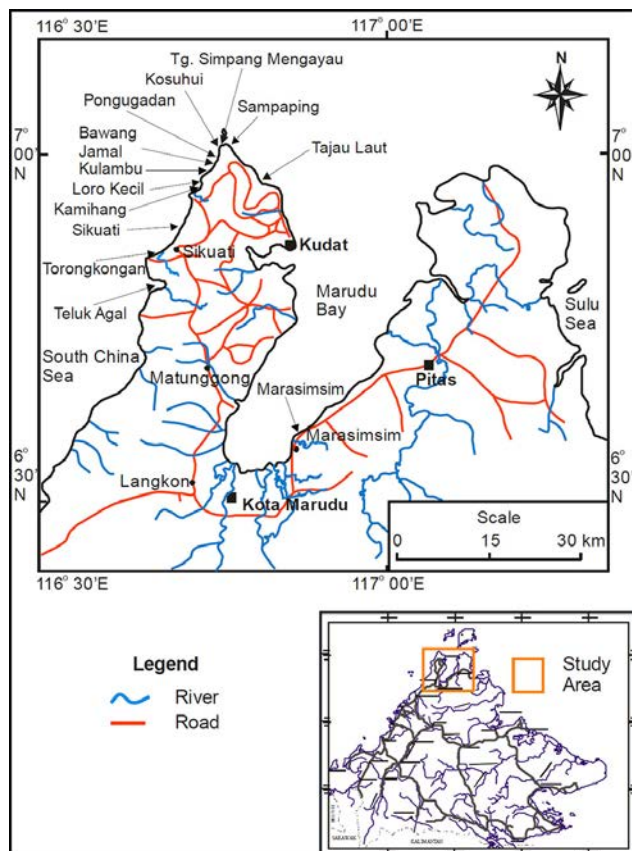 116° 30' E
117° 00' E
N
Tg. Simpang Mengayau
Kosuhui
Pongugadan
Sampaping
Bawang
Jamal
Kulambu
Tajau Laut
Loro Kecil
Kamihang
Sikuati
Torongkongan
Sikuati
Kudat
Teluk Agal
Marudu
Bay
Sulu
Sea
South China
Sea
Matunggong
Pitas
Marasimsim
Marasimsim
Langkon
Kota Marudu
7°
00'
N
7°
00'
N
6°
30'
N
6°
30'
N
Scale
0 15 30 km
116° 30' E
117° 00' E
Legend
River
Road
Study
Area
SARAWAK
KALIMANTAN